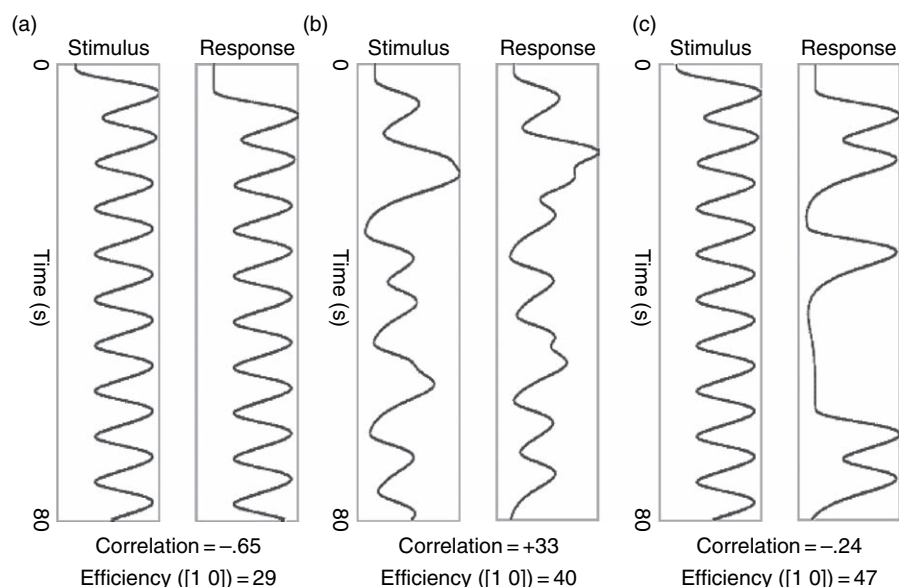 (a)
Stimulus
Response
0
Time (s)
80
Correlation = –.65
Efficiency ([1 0]) = 29
(b)
Stimulus
Response
0
Time (s)
80
Correlation = +33
Efficiency ([1 0]) = 40
(c)
Stimulus
Response
0
Time (s)
80
Correlation = –.24
Efficiency ([1 0]) = 47